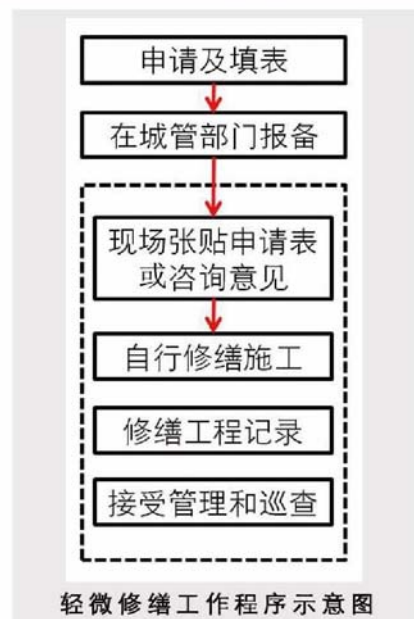 申请及填表
在城管部门报备
现场张贴申请表
或咨询意见
自行修缮施工
修缮工程记录
接受管理和巡查
轻微修缮工作程序示意图